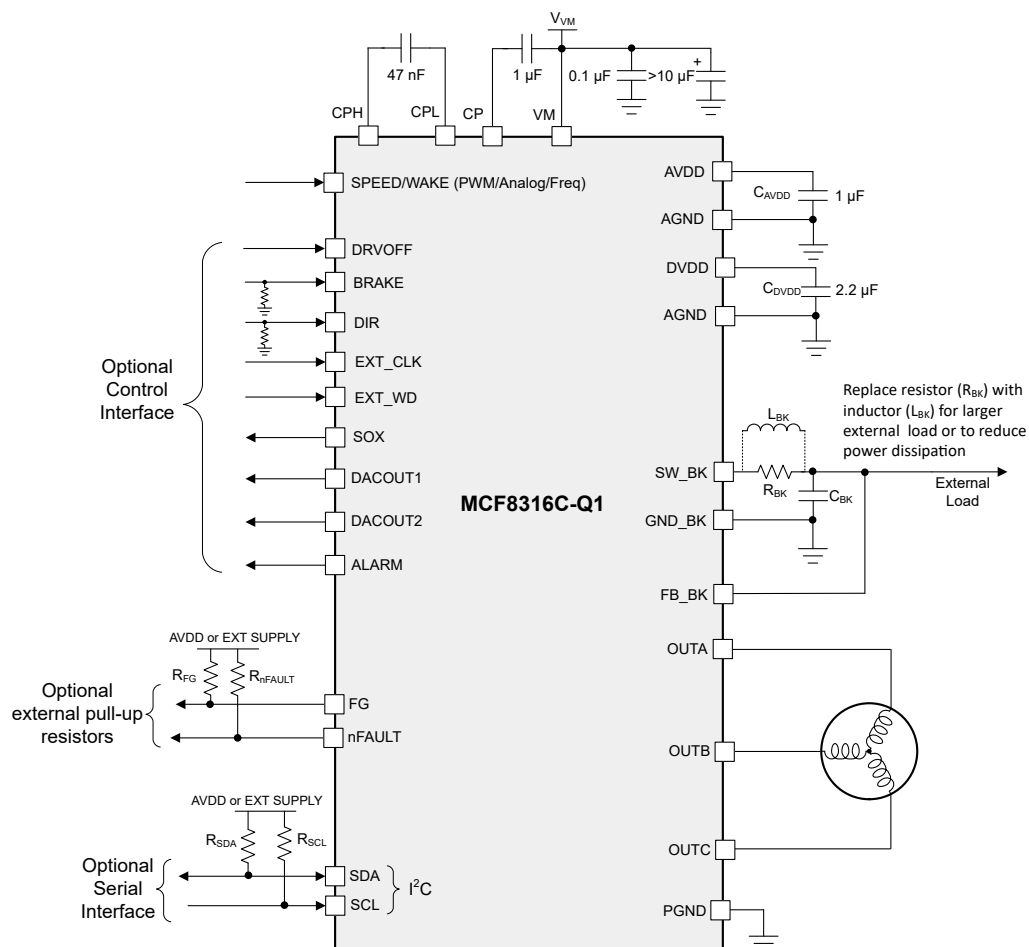 V_VM
47 nF
1 µF
0.1 µF
>10 µF
+
CPH
CPL
CP
VM
SPEED/WAKE (PWM/Analog/Freq)
DRVOFF
BRAKE
DIR
EXT_CLK
EXT_WD
SOX
DACOUT1
DACOUT2
ALARM
Optional
Control
Interface
AVDD or EXT SUPPLY
R_FG
R_nFAULT
FG
nFAULT
Optional
external pull-up
resistors
AVDD or EXT SUPPLY
R_SDA
R_SCL
SDA
SCL
I²C
Optional
Serial
Interface
MCF8316C-Q1
AVDD
C_AVDD
1 µF
AGND
DVDD
C_DVDD
2.2 µF
AGND
Replace resistor (R_BK) with
inductor (L_BK) for larger
external load or to reduce
power dissipation
L_BK
SW_BK
R_BK
C_BK
External
Load
GND_BK
FB_BK
OUTA
OUTB
OUTC
PGND